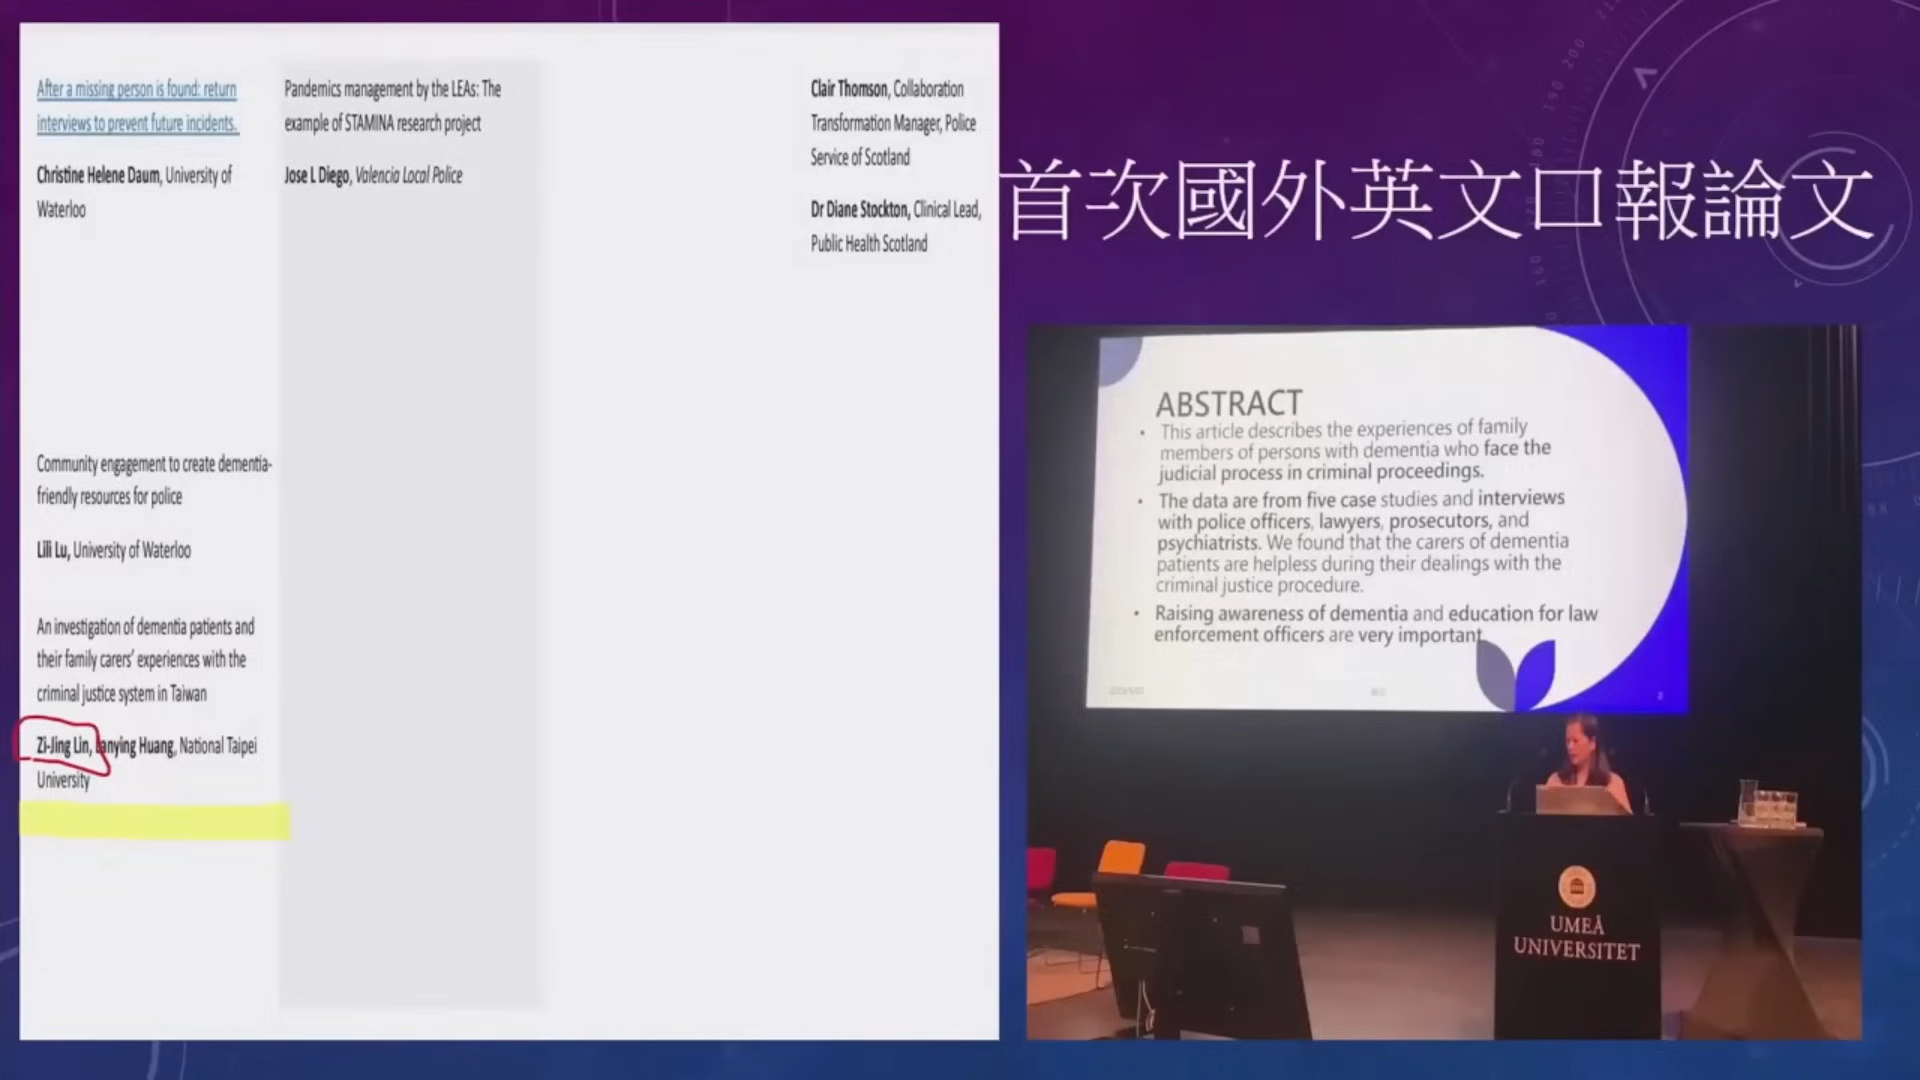 After a missing person is found: return
interviews to prevent future incidents.
Christine Helene Daum, University of
Waterloo
Pandemics management by the LEAs: The
example of STAMINA research project
Jose L Diego, Valencia Local Police
Clair Thomson, Collaboration
Transformation Manager, Police
Service of Scotland
Dr Diane Stockton, Clinical Lead,
Public Health Scotland
Community engagement to create dementia-
friendly resources for police
Lili Lu, University of Waterloo
An investigation of dementia patients and
their family carers' experiences with the
criminal justice system in Taiwan
Zi-Jing Lin, Lanying Huang, National Taipei
University
首次國外英文口報論文
ABSTRACT
• This article describes the experiences of family
members of persons with dementia who face the
judicial process in criminal proceedings.
• The data are from five case studies and interviews
with police officers, lawyers, prosecutors, and
psychiatrists. We found that the carers of dementia
patients are helpless during their dealings with the
criminal justice procedure.
• Raising awareness of dementia and education for law
enforcement officers are very important
UMEÅ
UNIVERSITET